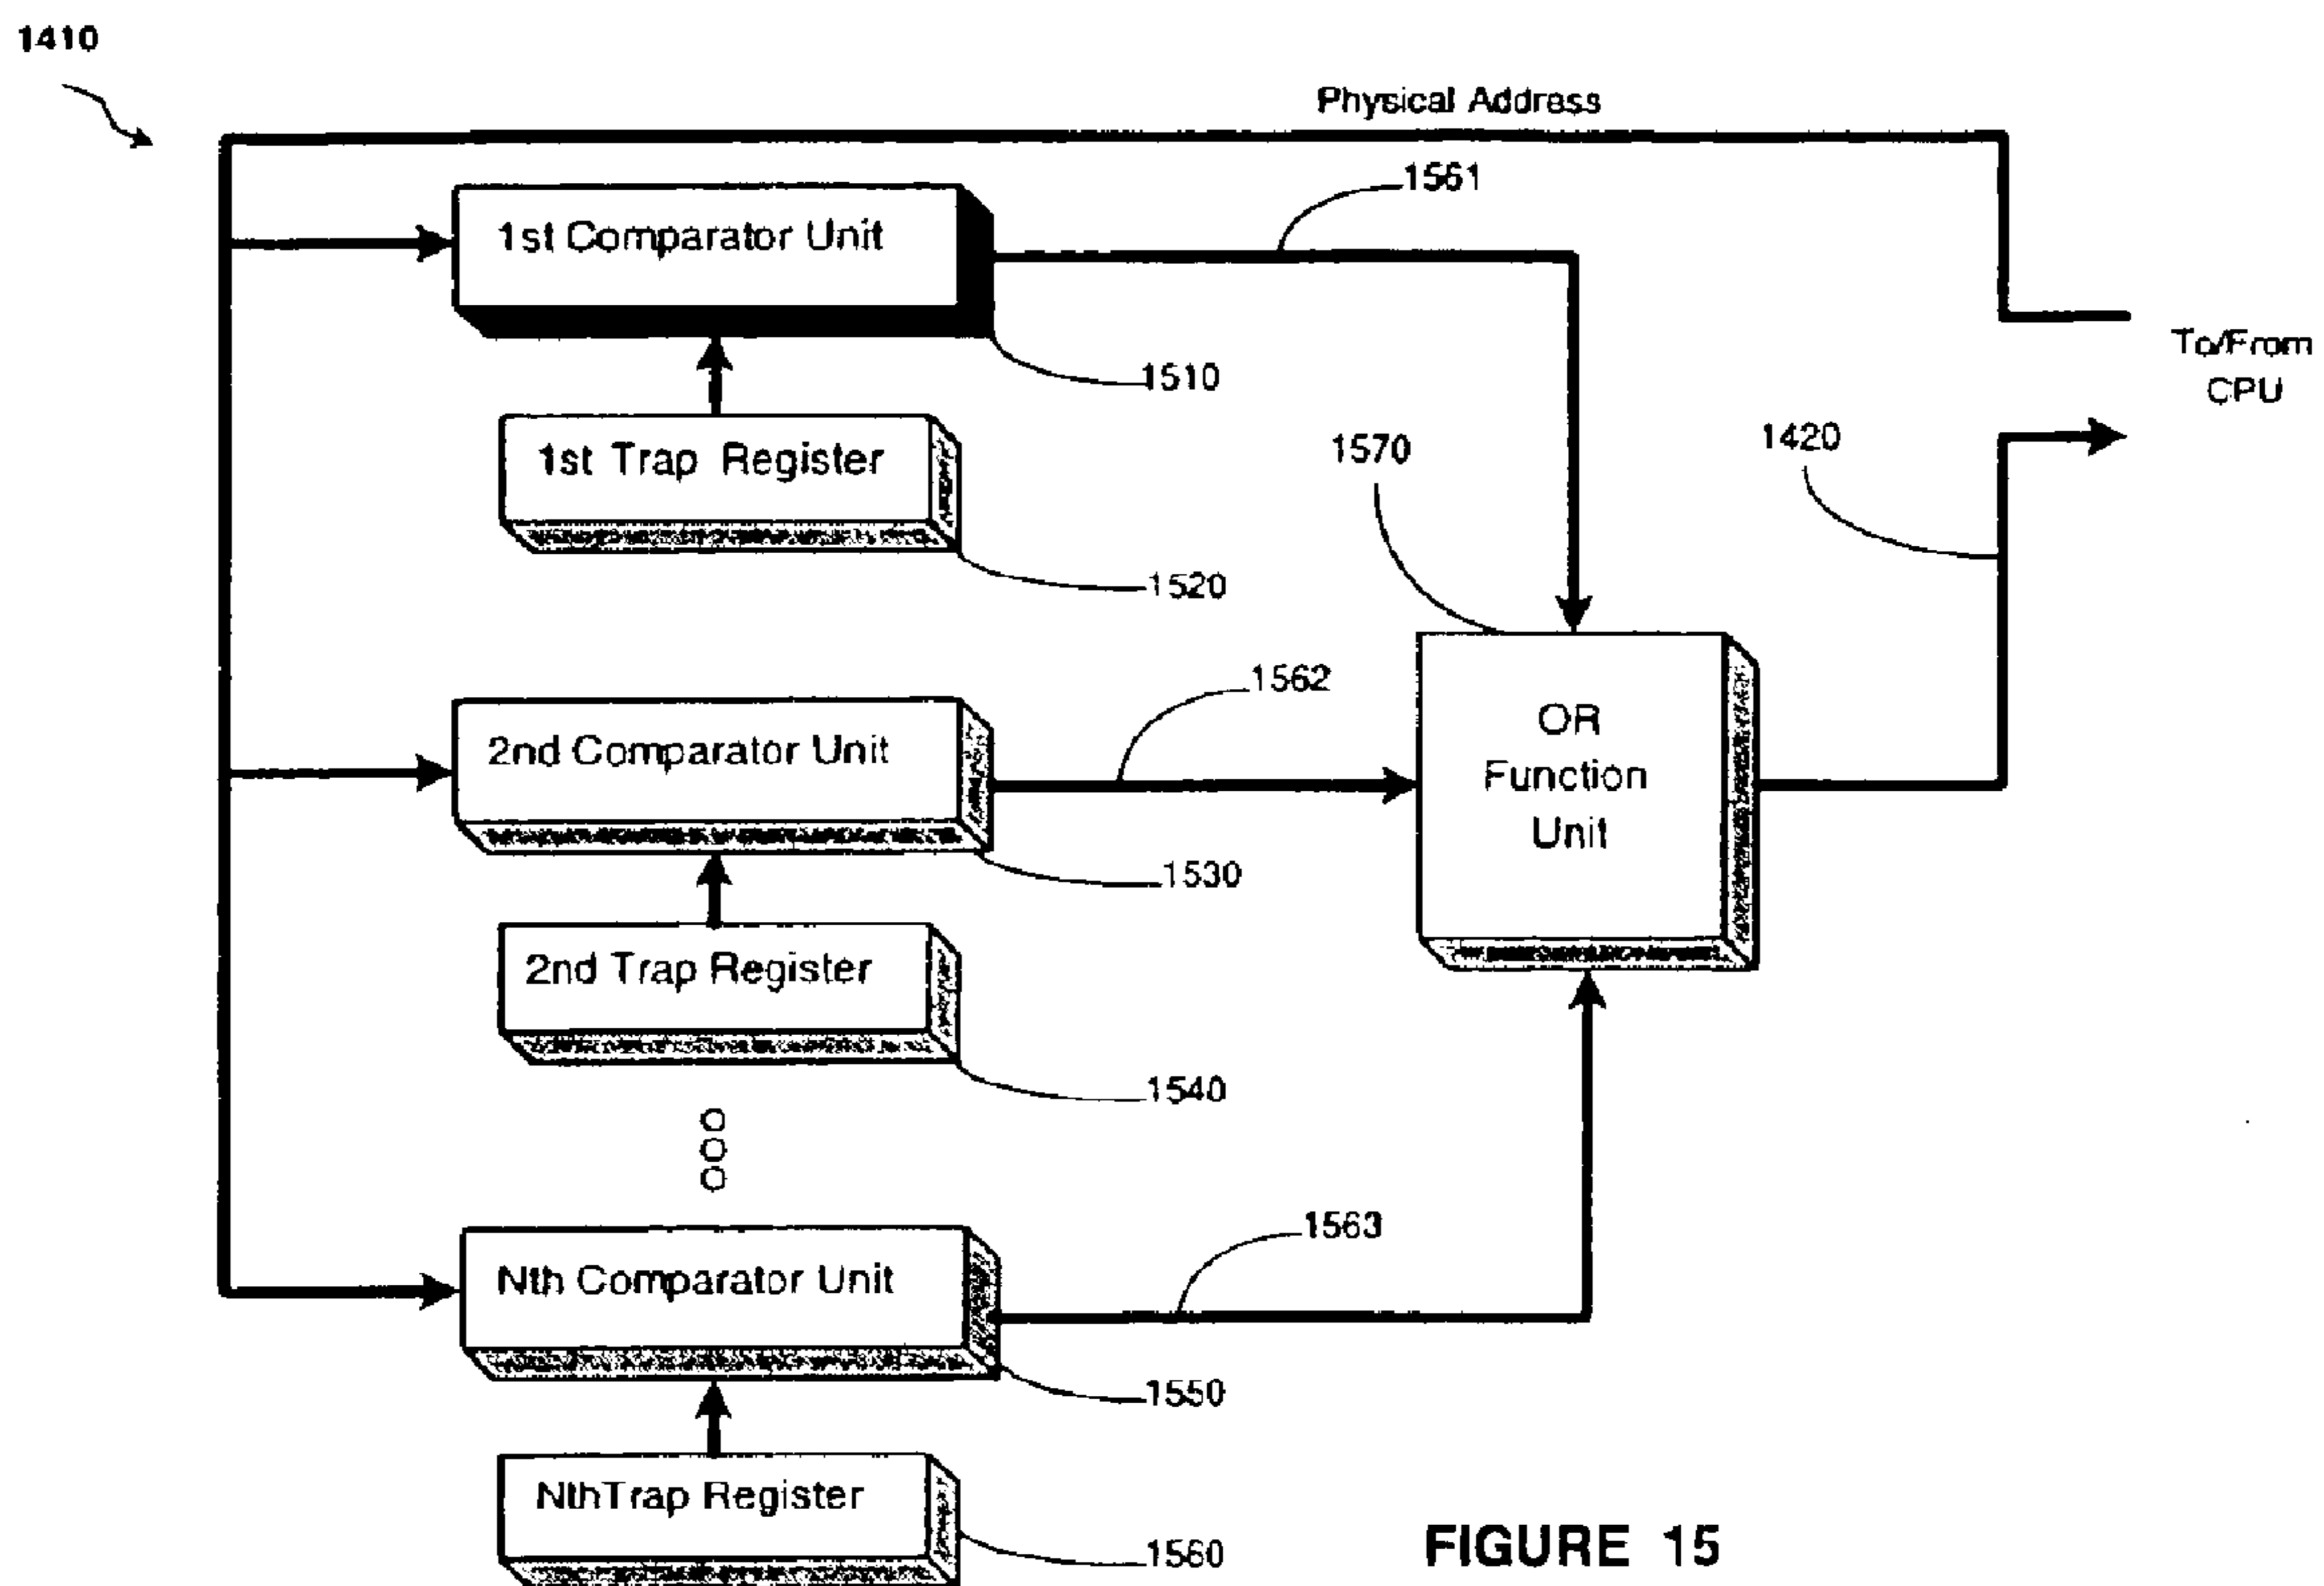 1410
Physical Address
1561
1st Comparator Unit
To/From
CPU
1510
1420
1570
1st Trap Register
1520
1562
OR
Function
Unit
2nd Comparator Unit
1530
2nd Trap Register
1540
1563
Nth Comparator Unit
1550
NthTrap Register
1560
FIGURE 15